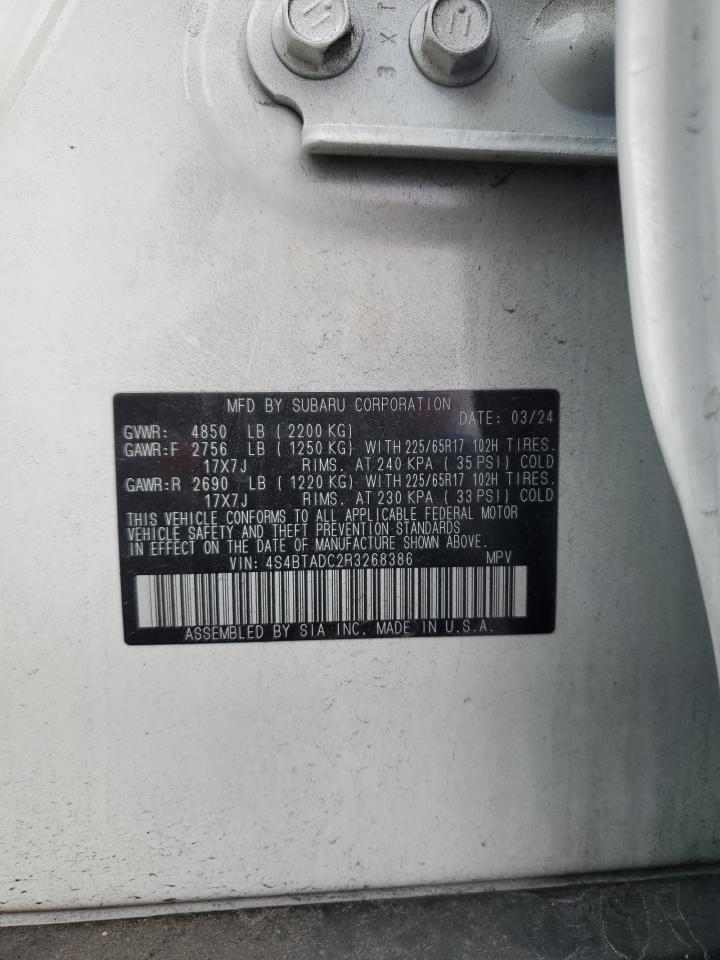 3XT
MFD BY SUBARU CORPORATION DATE: 03/24
GVWR: 4850 LB ( 2200 KG)
GAWR:F 2756 LB ( 1250 KG) WITH 225/65R17 102H TIRES.
17X7J RIMS. AT 240 KPA ( 35 PSI) COLD
GAWR:R 2690 LB ( 1220 KG) WITH 225/65R17 102H TIRES.
17X7J RIMS. AT 230 KPA ( 33 PSI) COLD
THIS VEHICLE CONFORMS TO ALL APPLICABLE FEDERAL MOTOR
VEHICLE SAFETY AND THEFT PREVENTION STANDARDS
IN EFFECT ON THE DATE OF MANUFACTURE SHOWN ABOVE.
VIN: 4S4BTADC2R3268386 MPV
ASSEMBLED BY SIA INC. MADE IN U.S.A.